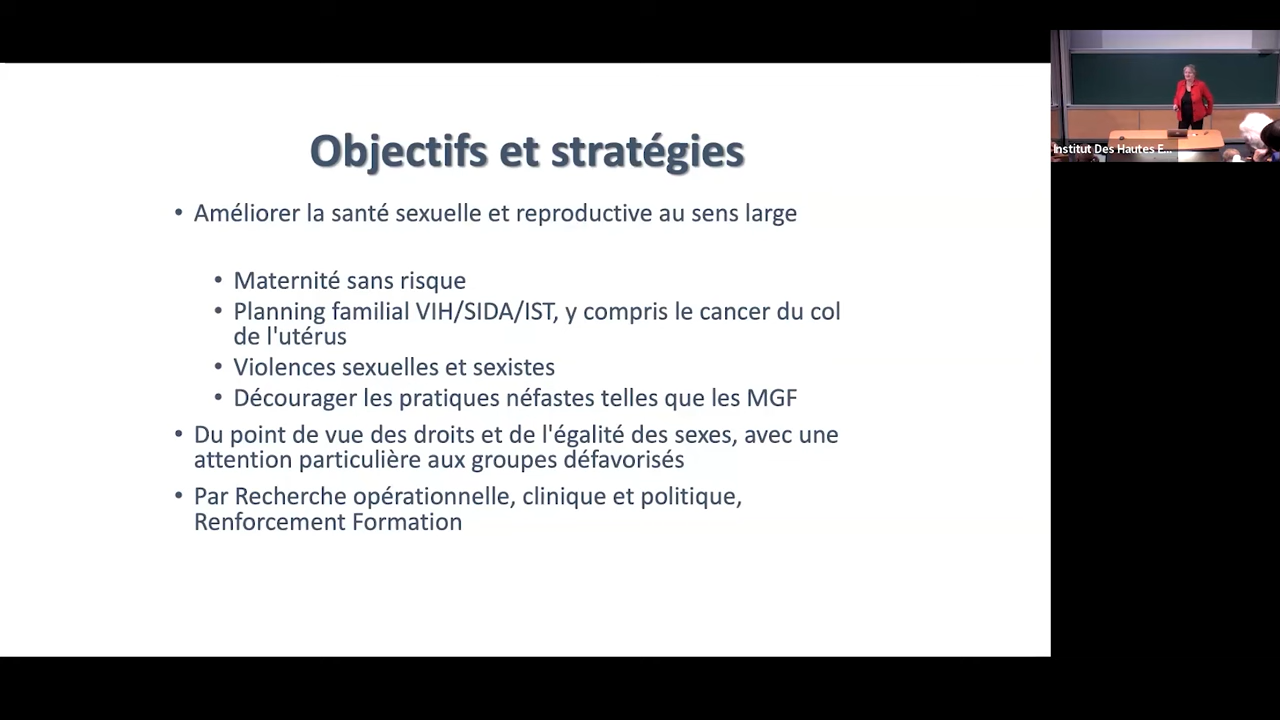 Objectifs et stratégies
• Améliorer la santé sexuelle et reproductive au sens large
• Maternité sans risque
• Planning familial VIH/SIDA/IST, y compris le cancer du col
de l'utérus
• Violences sexuelles et sexistes
• Décourager les pratiques néfastes telles que les MGF
• Du point de vue des droits et de l'égalité des sexes, avec une
attention particulière aux groupes défavorisés
• Par Recherche opérationnelle, clinique et politique,
Renforcement Formation
Institut Des Hautes E...